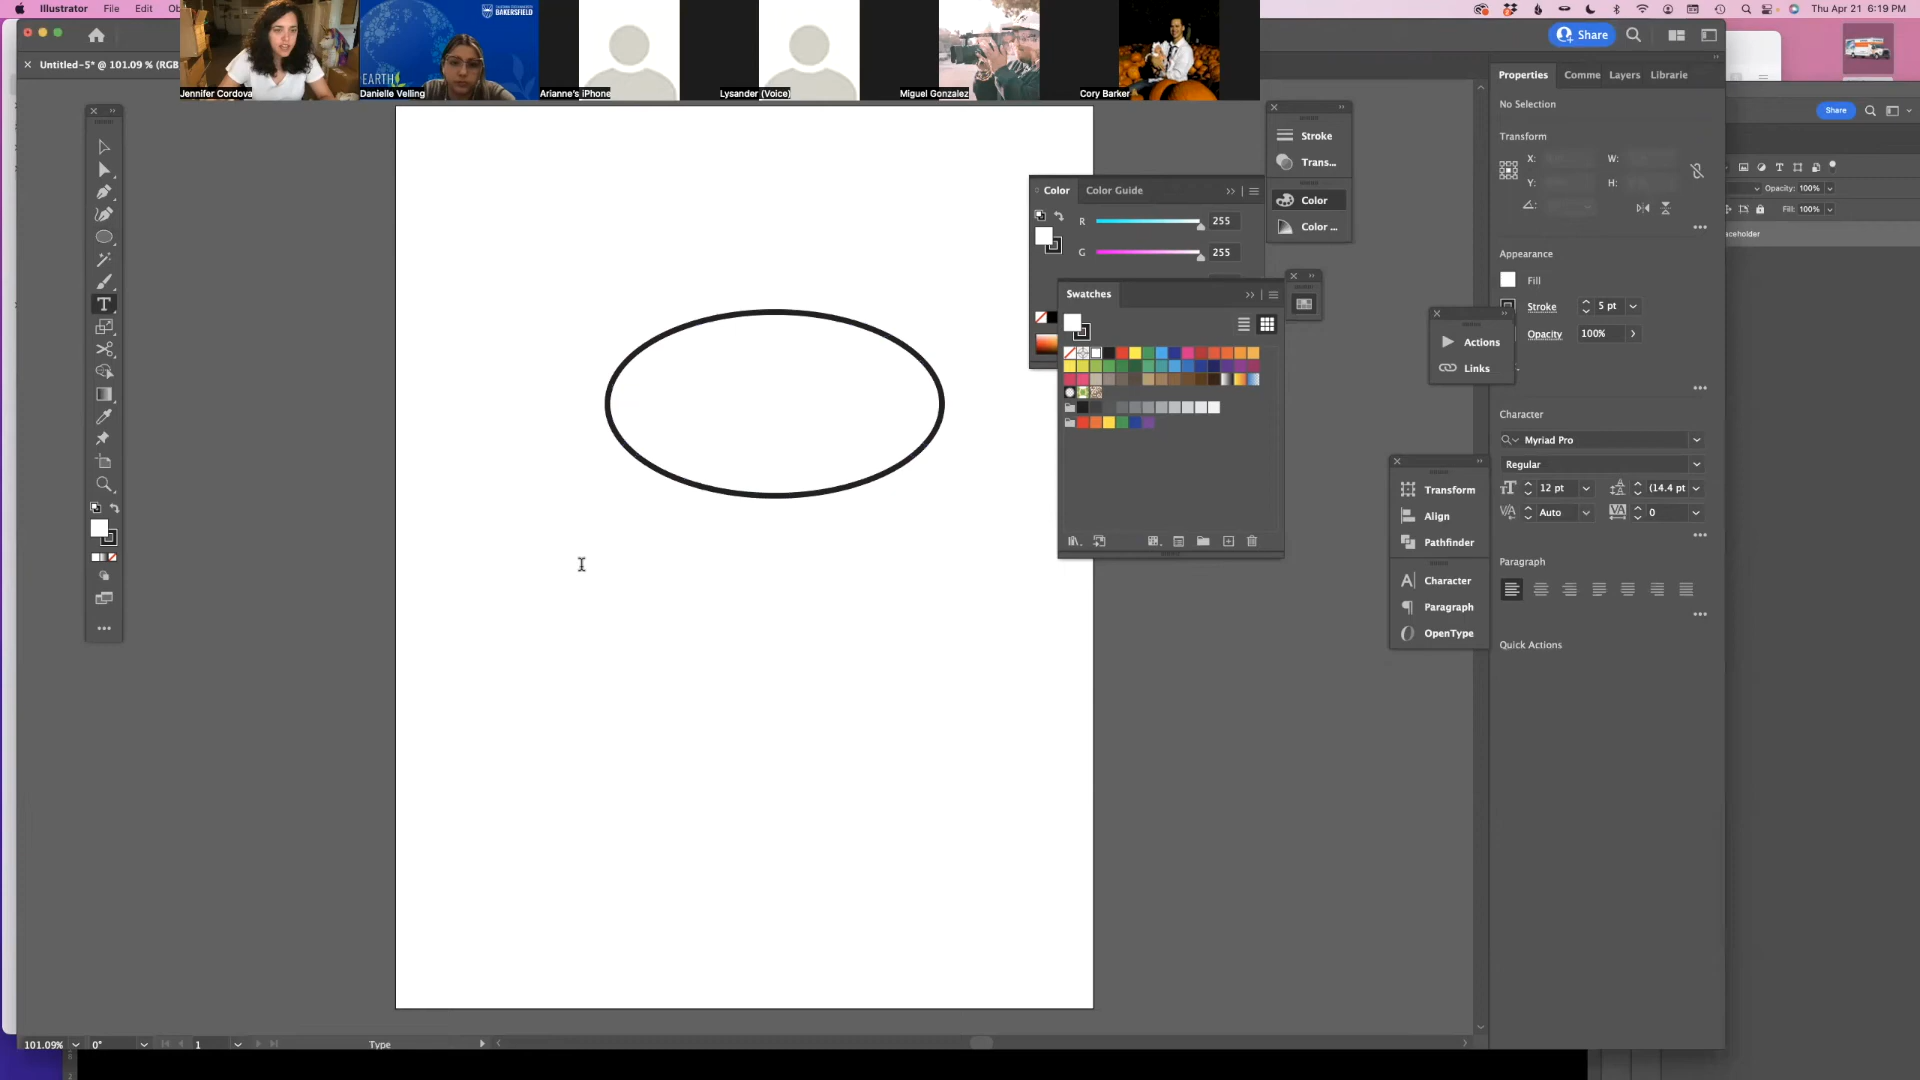 Illustrator File Edit
Thu Apr 21 6:19 PM
Untitled-5* @ 101.09 % (RGB
CALIFORNIA STATE UNIVERSITY
BAKERSFIELD
EARTH
Jennifer Cordova
Danielle Velling
Arianne's iPhone
Lysander (Voice)
Miguel Gonzalez
Cory Barker
Share
Properties Comme Layers Librarie
No Selection
Transform
X: W:
Y: H:
Appearance
Fill
Stroke 5 pt
Opacity 100%
Character
Myriad Pro
Regular
12 pt (14.4 pt
Auto 0
Paragraph
Quick Actions
Stroke
Trans...
Color
Color ...
Color Color Guide
R 255
G 255
Swatches
Actions
Links
Transform
Align
Pathfinder
Character
Paragraph
OpenType
Share
Opacity: 100%
Fill: 100%
aceholder
101.09% 0° 1 Type